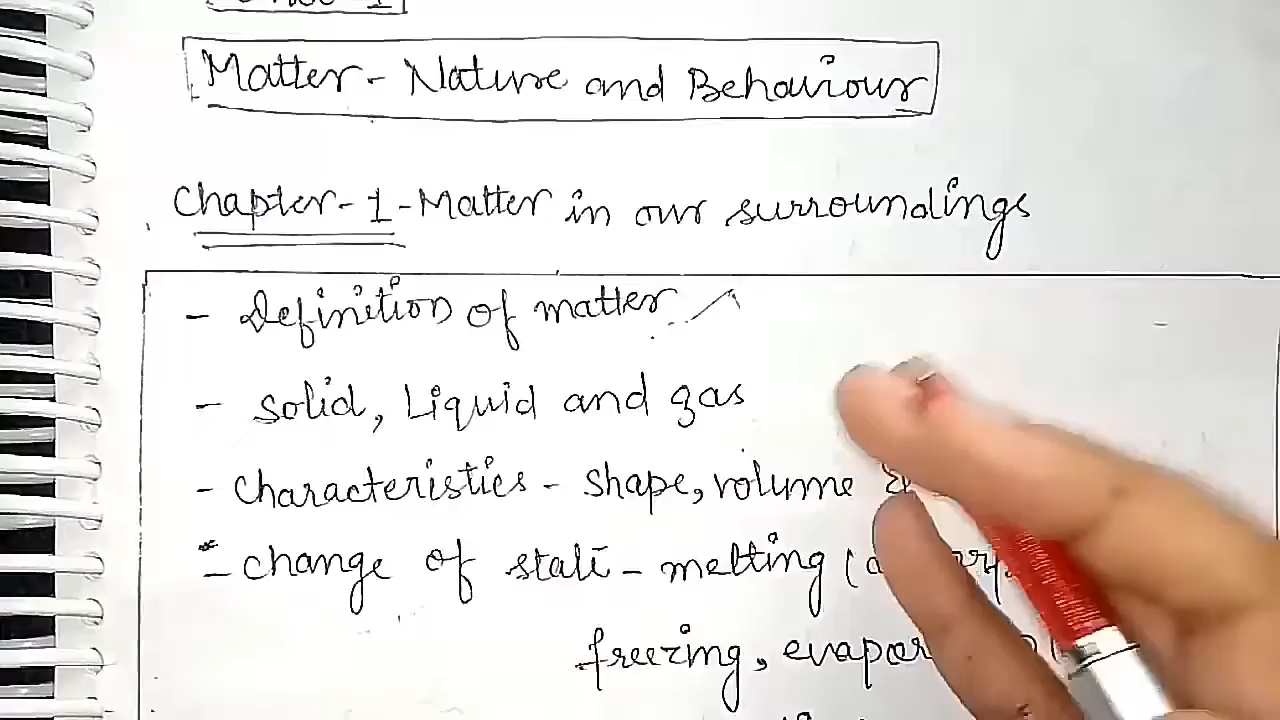 Matter - Nature and Behaviour
Chapter - 1 - Matter in our surroundings
- Definition of matter
- solid, Liquid and gas
- characteristics - shape, volume
- change of state - melting (
freezing,